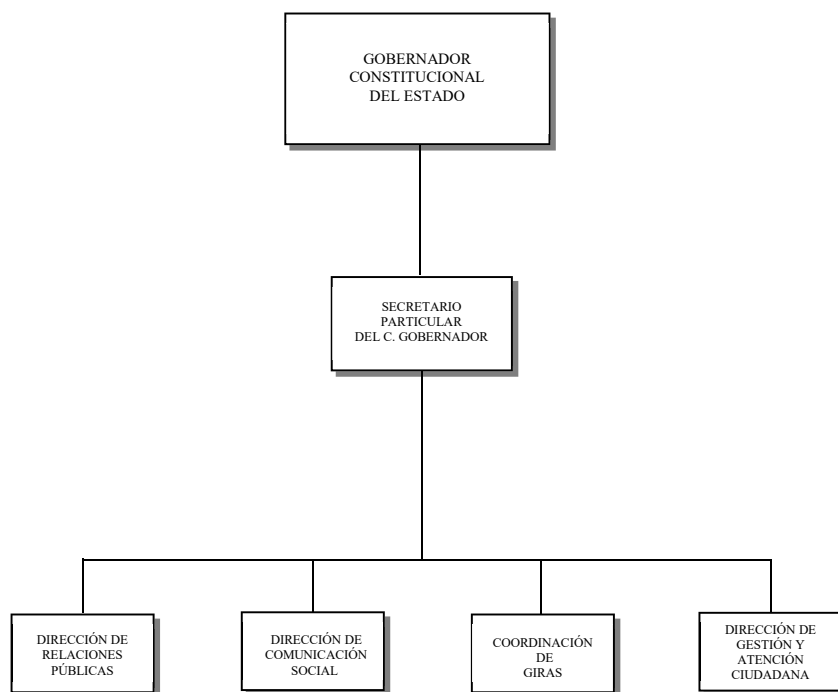 GOBERNADOR
CONSTITUCIONAL
DEL ESTADO
SECRETARIO
PARTICULAR
DEL C. GOBERNADOR
DIRECCIÓN DE
RELACIONES
PÚBLICAS
DIRECCIÓN DE
COMUNICACIÓN
SOCIAL
COORDINACIÓN
DE
GIRAS
DIRECCIÓN DE
GESTIÓN Y
ATENCIÓN
CIUDADANA